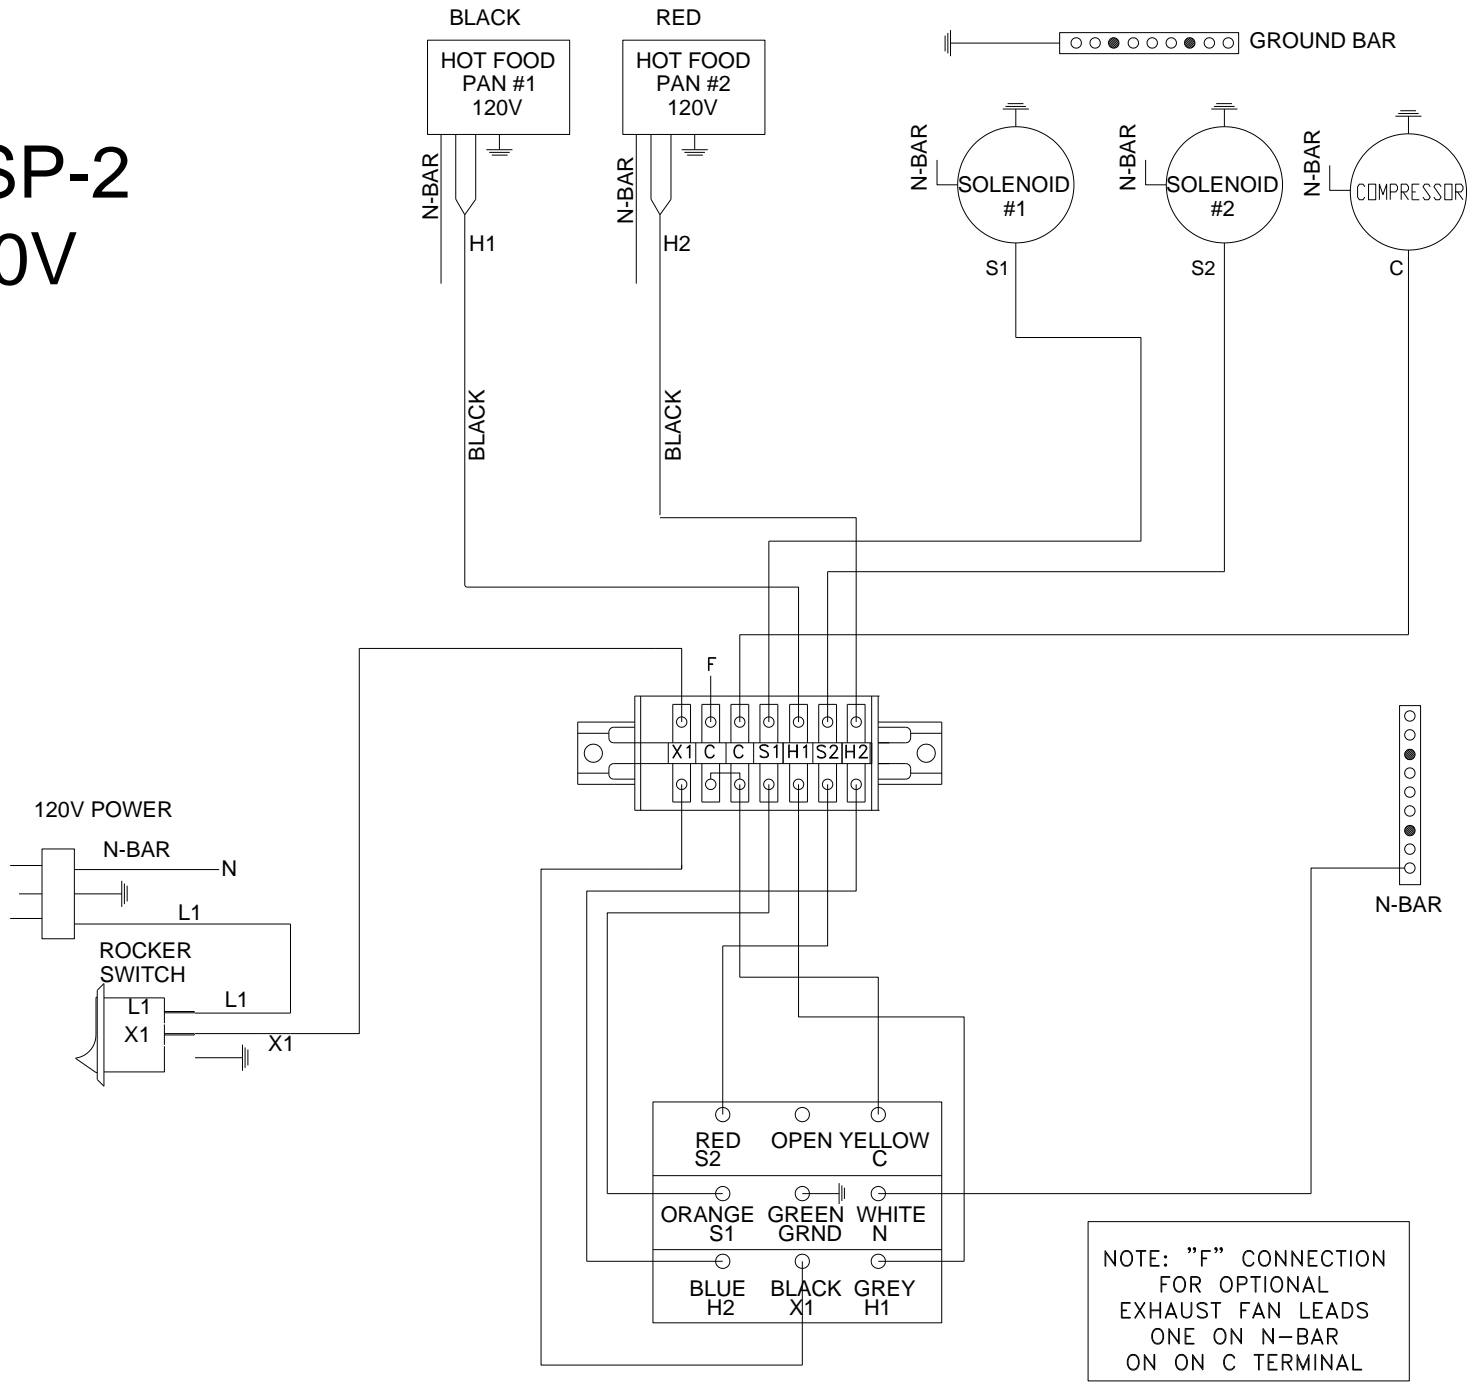 BLACK
RED
HOT FOOD
PAN #1
120V
HOT FOOD
PAN #2
120V
GROUND BAR
SP-2
0V
N-BAR
N-BAR
N-BAR
N-BAR
N-BAR
SOLENOID
#1
SOLENOID
#2
COMPRESSOR
H1
H2
S1
S2
C
BLACK
BLACK
F
X1 C C S1 H1 S2 H2
120V POWER
N-BAR
N
L1
ROCKER
SWITCH
L1
L1
X1
X1
N-BAR
RED
S2
OPEN
YELLOW
C
ORANGE
S1
GREEN
GRND
WHITE
N
BLUE
H2
BLACK
X1
GREY
H1
NOTE: "F" CONNECTION
FOR OPTIONAL
EXHAUST FAN LEADS
ONE ON N-BAR
ON ON C TERMINAL